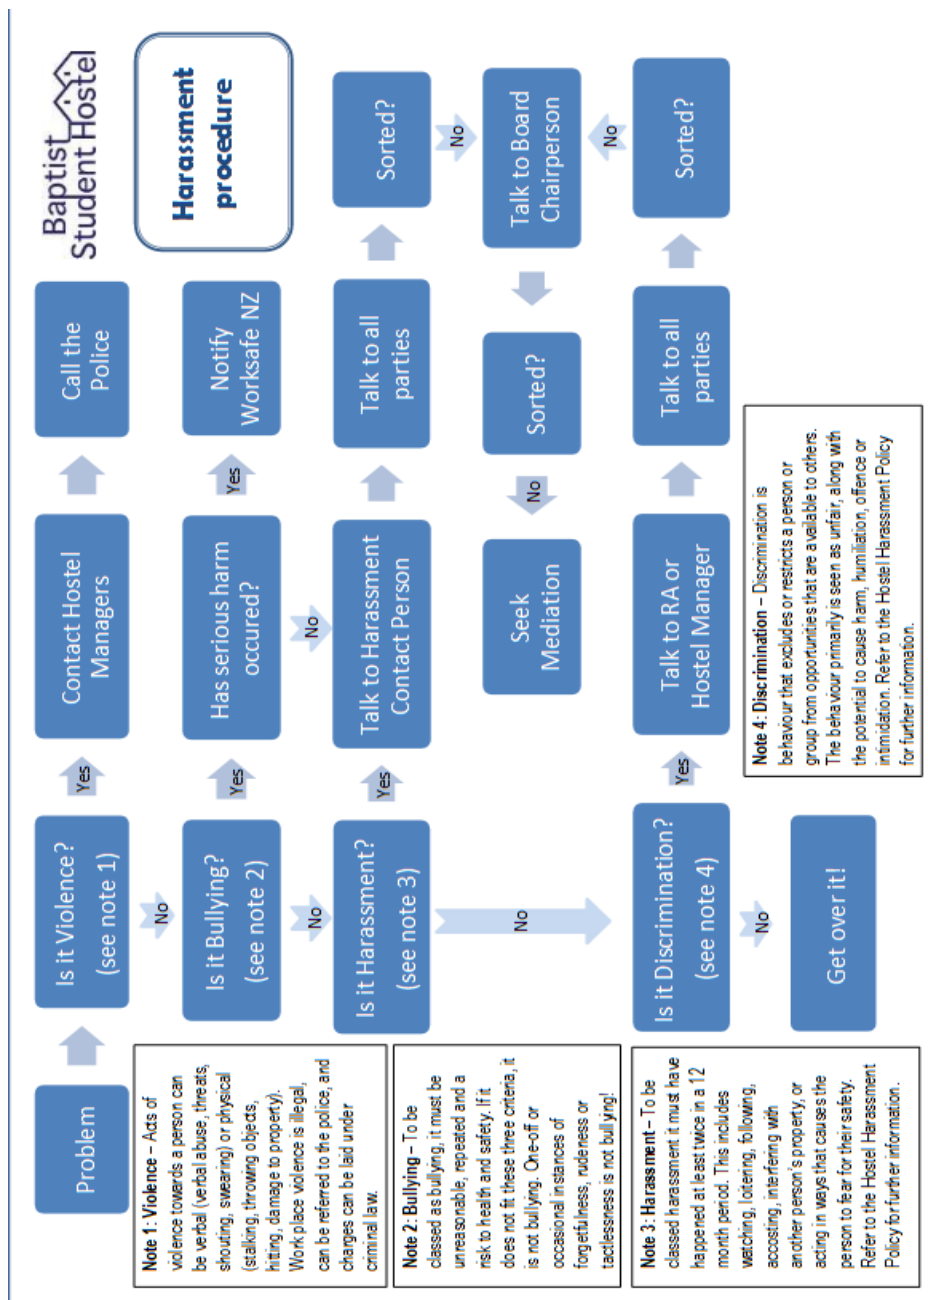 Baptist
Student Hostel
Harassment
procedure
Problem
Is it Violence?
(see note 1)
Yes
Contact Hostel
Managers
Call the
Police
No
Is it Bullying?
(see note 2)
Yes
Has serious harm
occured?
Yes
Notify
Worksafe NZ
No
No
Is it Harassment?
(see note 3)
Yes
Talk to Harassment
Contact Person
Talk to all
parties
Sorted?
No
Talk to Board
Chairperson
Sorted?
No
Seek
Mediation
No
Is it Discrimination?
(see note 4)
Yes
Talk to RA or
Hostel Manager
Talk to all
parties
Sorted?
No
No
Get over it!
Note 1: Violence – Acts of
violence towards a person can
be verbal (verbal abuse, threats,
shouting, swearing) or physical
(stalking, throwing objects,
hitting, damage to property).
Work place violence is illegal,
can be referred to the police, and
charges can be laid under
criminal law.
Note 2: Bullying – To be
classed as bullying, it must be
unreasonable, repeated and a
risk to health and safety. If it
does not fit these three criteria, it
is not bullying. One-off or
occasional instances of
forgetfulness, rudeness or
tactlessness is not bullying!
Note 3: Harassment – To be
classed harassment it must have
happened at least twice in a 12
month period. This includes
watching, loitering, following,
accosting, interfering with
another person's property, or
acting in ways that causes the
person to fear for their safety.
Refer to the Hostel Harassment
Policy for further information.
Note 4: Discrimination – Discrimination is
behaviour that excludes or restricts a person or
group from opportunities that are available to others.
The behaviour primarily is seen as unfair, along with
the potential to cause harm, humiliation, offence or
intimidation. Refer to the Hostel Harassment Policy
for further information.